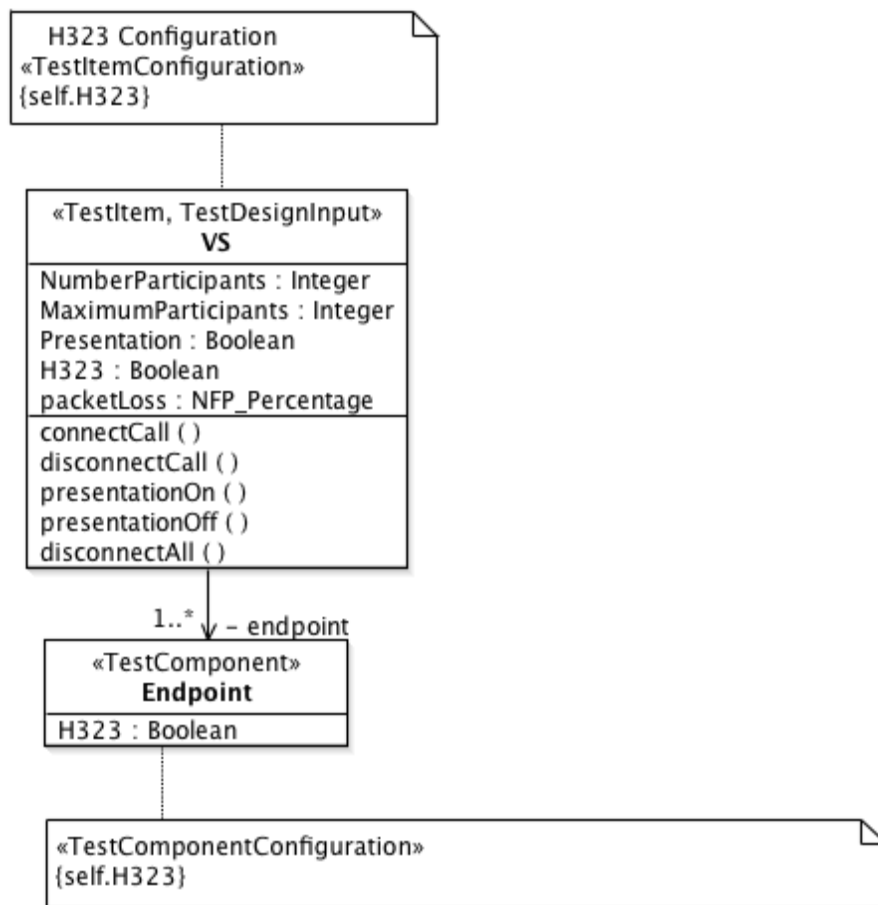 H323 Configuration
«TestItemConfiguration»
{self.H323}
«TestItem, TestDesignInput»
VS
NumberParticipants : Integer
MaximumParticipants : Integer
Presentation : Boolean
H323 : Boolean
packetLoss : NFP_Percentage
connectCall ( )
disconnectCall ( )
presentationOn ( )
presentationOff ( )
disconnectAll ( )
1..*
– endpoint
«TestComponent»
Endpoint
H323 : Boolean
«TestComponentConfiguration»
{self.H323}